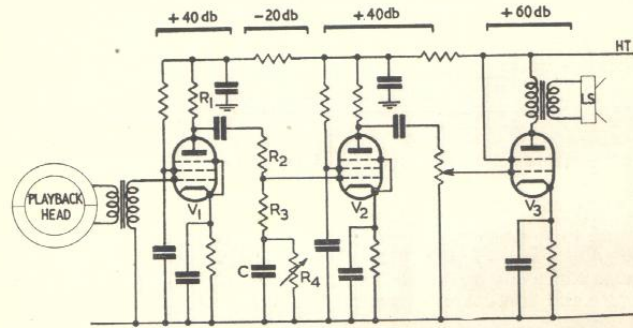 +40 db -20 db +40db +60 db
HT
R1
LS
R2
PLAYBACK
HEAD
V1
V2
V3
R3
C R4